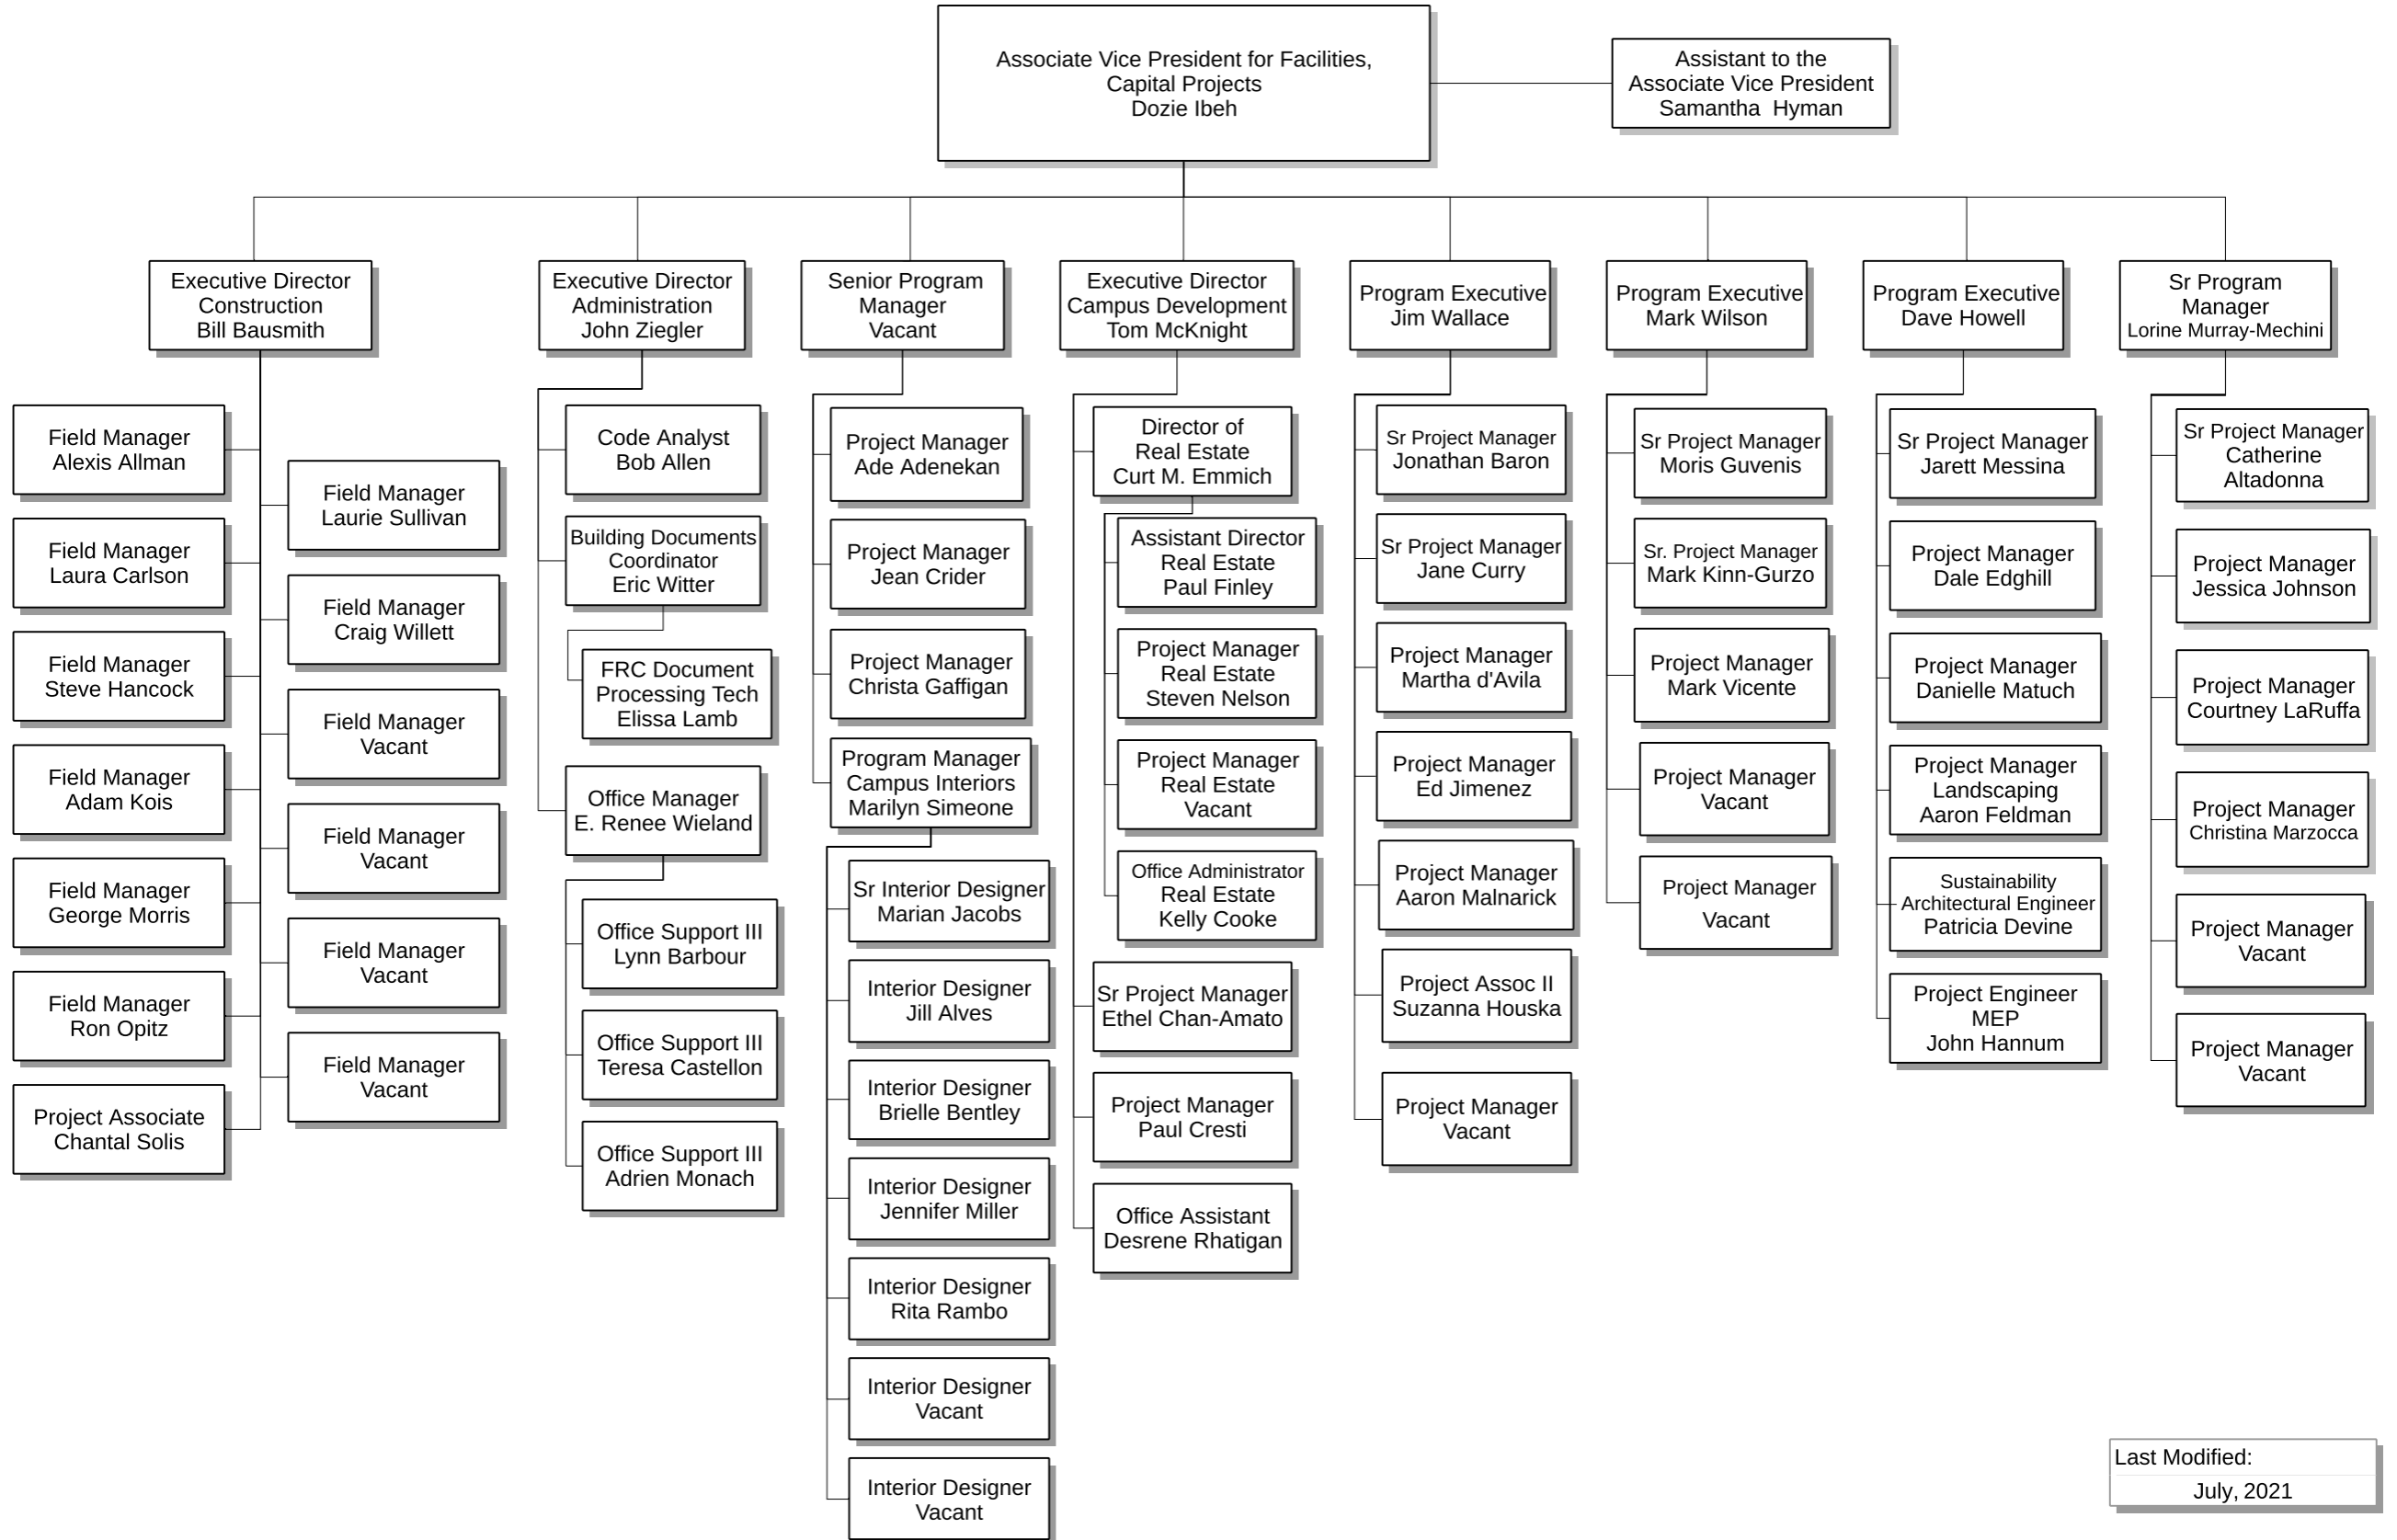 Associate Vice President for Facilities,
Capital Projects
Dozie Ibeh
Assistant to the
Associate Vice President
Samantha  Hyman
Executive Director
Construction
Bill Bausmith
Field Manager
Alexis Allman
Field Manager
Laura Carlson
Field Manager
Steve Hancock
Field Manager
Adam Kois
Field Manager
George Morris
Field Manager
Ron Opitz
Project Associate
Chantal Solis
Field Manager
Laurie Sullivan
Field Manager
Craig Willett
Field Manager
Vacant
Field Manager
Vacant
Field Manager
Vacant
Field Manager
Vacant
Executive Director
Administration
John Ziegler
Code Analyst
Bob Allen
Building Documents
Coordinator
Eric Witter
FRC Document
Processing Tech
Elissa Lamb
Office Manager
E. Renee Wieland
Office Support III
Lynn Barbour
Office Support III
Teresa Castellon
Office Support III
Adrien Monach
Senior Program
Manager
Vacant
Project Manager
Ade Adenekan
Project Manager
Jean Crider
Project Manager
Christa Gaffigan
Program Manager
Campus Interiors
Marilyn Simeone
Sr Interior Designer
Marian Jacobs
Interior Designer
Jill Alves
Interior Designer
Brielle Bentley
Interior Designer
Jennifer Miller
Interior Designer
Rita Rambo
Interior Designer
Vacant
Interior Designer
Vacant
Executive Director
Campus Development
Tom McKnight
Director of
Real Estate
Curt M. Emmich
Assistant Director
Real Estate
Paul Finley
Project Manager
Real Estate
Steven Nelson
Project Manager
Real Estate
Vacant
Office Administrator
Real Estate
Kelly Cooke
Sr Project Manager
Ethel Chan-Amato
Project Manager
Paul Cresti
Office Assistant
Desrene Rhatigan
Program Executive
Jim Wallace
Sr Project Manager
Jonathan Baron
Sr Project Manager
Jane Curry
Project Manager
Martha d'Avila
Project Manager
Ed Jimenez
Project Manager
Aaron Malnarick
Project Assoc II
Suzanna Houska
Project Manager
Vacant
Program Executive
Mark Wilson
Sr Project Manager
Moris Guvenis
Sr. Project Manager
Mark Kinn-Gurzo
Project Manager
Mark Vicente
Project Manager
Vacant
Project Manager
Vacant
Program Executive
Dave Howell
Sr Project Manager
Jarett Messina
Project Manager
Dale Edghill
Project Manager
Danielle Matuch
Project Manager
Landscaping
Aaron Feldman
Sustainability
Architectural Engineer
Patricia Devine
Project Engineer
MEP
John Hannum
Sr Program
Manager
Lorine Murray-Mechini
Sr Project Manager
Catherine
Altadonna
Project Manager
Jessica Johnson
Project Manager
Courtney LaRuffa
Project Manager
Christina Marzocca
Project Manager
Vacant
Project Manager
Vacant
Last Modified:
July, 2021